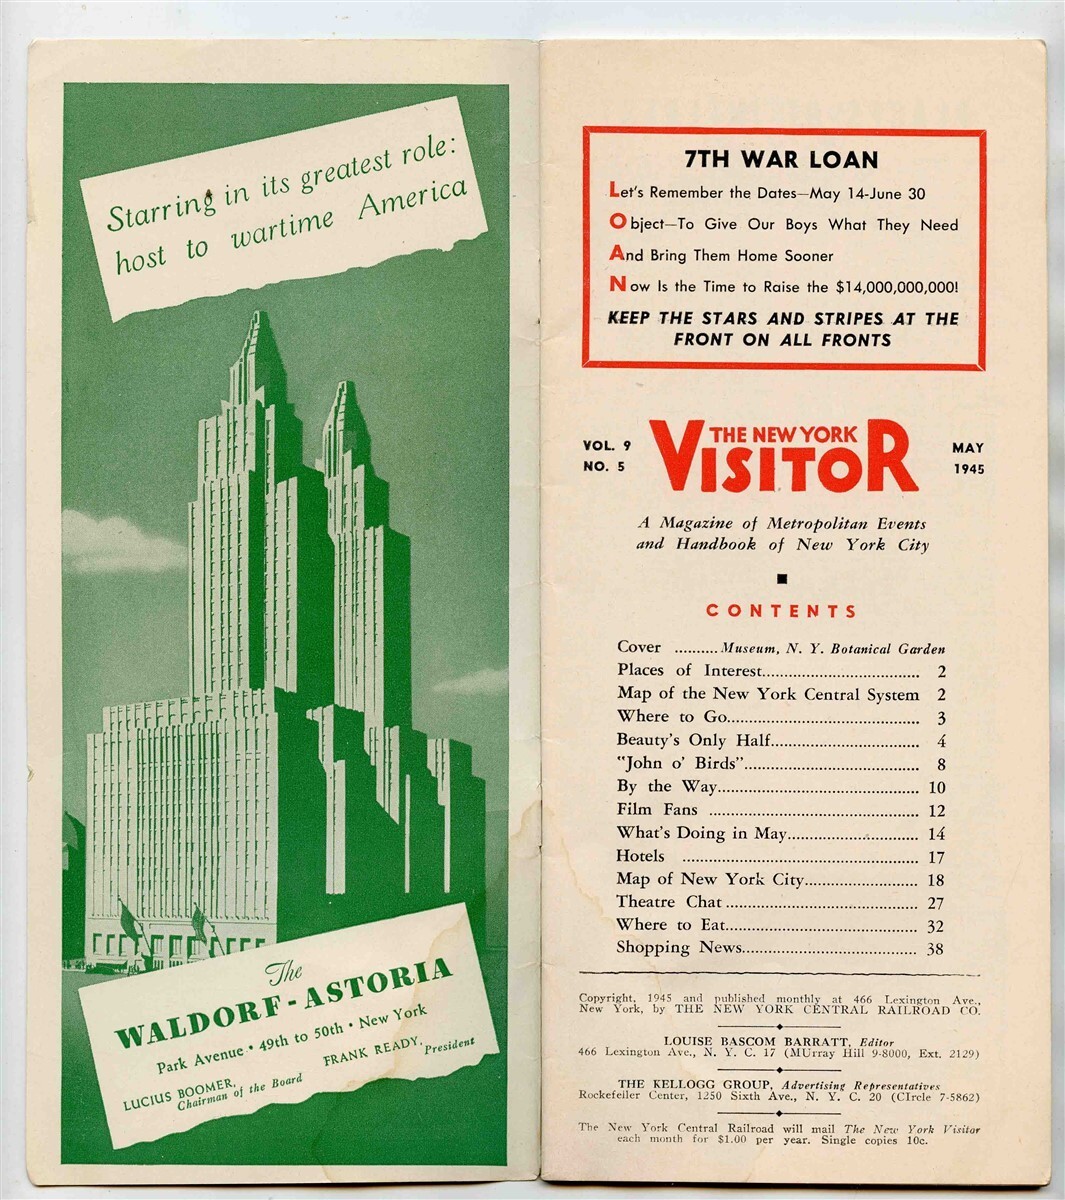 Starring in its greatest role:
host to wartime America
The
WALDORF-ASTORIA
Park Avenue • 49th to 50th • New York
LUCIUS BOOMER,
Chairman of the Board
FRANK READY, President
7TH WAR LOAN
Let's Remember the Dates—May 14-June 30
Object—To Give Our Boys What They Need
And Bring Them Home Sooner
Now Is the Time to Raise the $14,000,000,000!
KEEP THE STARS AND STRIPES AT THE
FRONT ON ALL FRONTS
VOL. 9
NO. 5
THE NEW YORK
VISITOR
MAY
1945
A Magazine of Metropolitan Events
and Handbook of New York City
CONTENTS
Cover .......... Museum, N. Y. Botanical Garden
Places of Interest.................................... 2
Map of the New York Central System 2
Where to Go............................................ 3
Beauty's Only Half.................................. 4
"John o' Birds"........................................ 8
By the Way.............................................. 10
Film Fans ................................................ 12
What's Doing in May.............................. 14
Hotels ...................................................... 17
Map of New York City.......................... 18
Theatre Chat ............................................ 27
Where to Eat............................................ 32
Shopping News........................................ 38
Copyright, 1945 and published monthly at 466 Lexington Ave.,
New York, by THE NEW YORK CENTRAL RAILROAD CO.
LOUISE BASCOM BARRATT, Editor
466 Lexington Ave., N. Y. C. 17 (MUrray Hill 9-8000, Ext. 2129)
THE KELLOGG GROUP, Advertising Representatives
Rockefeller Center, 1250 Sixth Ave., N. Y. C. 20 (CIrcle 7-5862)
The New York Central Railroad will mail The New York Visitor
each month for $1.00 per year. Single copies 10c.